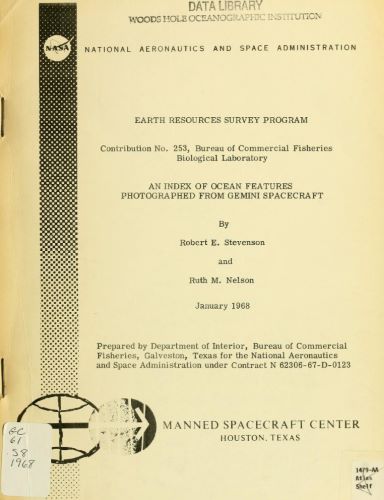 DATA LIBRARY
WOODS HOLE OCEANOGRAPHIC INSTITUTION
NASA
NATIONAL AERONAUTICS AND SPACE ADMINISTRATION
EARTH RESOURCES SURVEY PROGRAM
Contribution No. 253, Bureau of Commercial Fisheries
Biological Laboratory
AN INDEX OF OCEAN FEATURES
PHOTOGRAPHED FROM GEMINI SPACECRAFT
By
Robert E. Stevenson
and
Ruth M. Nelson
January 1968
Prepared by Department of Interior, Bureau of Commercial
Fisheries, Galveston, Texas for the National Aeronautics
and Space Administration under Contract N 62306-67-D-0123
MANNED SPACECRAFT CENTER
HOUSTON, TEXAS
GC
61
.S8
1968
Atlas
Shelf